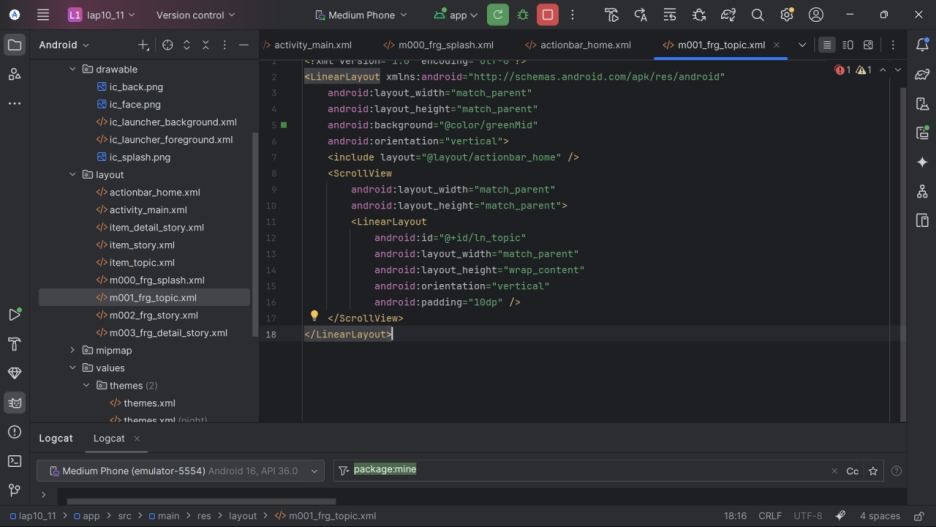 L1 lap10_11 Version control Medium Phone app
Android
activity_main.xml m000_frg_splash.xml actionbar_home.xml m001_frg_topic.xml
drawable
ic_back.png
ic_face.png
ic_launcher_background.xml
ic_launcher_foreground.xml
ic_splash.png
layout
actionbar_home.xml
activity_main.xml
item_detail_story.xml
item_story.xml
item_topic.xml
m000_frg_splash.xml
m001_frg_topic.xml
m002_frg_story.xml
m003_frg_detail_story.xml
mipmap
values
themes (2)
themes.xml
themes.xml (night)
1 <?xml version="1.0" encoding="utf-8"?>
2 <LinearLayout xmlns:android="http://schemas.android.com/apk/res/android"
3 android:layout_width="match_parent"
4 android:layout_height="match_parent"
5 android:background="@color/greenMid"
6 android:orientation="vertical">
7 <include layout="@layout/actionbar_home" />
8 <ScrollView
9 android:layout_width="match_parent"
10 android:layout_height="match_parent">
11 <LinearLayout
12 android:id="@+id/ln_topic"
13 android:layout_width="match_parent"
14 android:layout_height="wrap_content"
15 android:orientation="vertical"
16 android:padding="10dp" />
17 </ScrollView>
18 </LinearLayout>
1 1
Logcat Logcat
Medium Phone (emulator-5554) Android 16, API 36.0 package:mine Cc
lap10_11 > app > src > main > res > layout > m001_frg_topic.xml 18:16 CRLF UTF-8 4 spaces